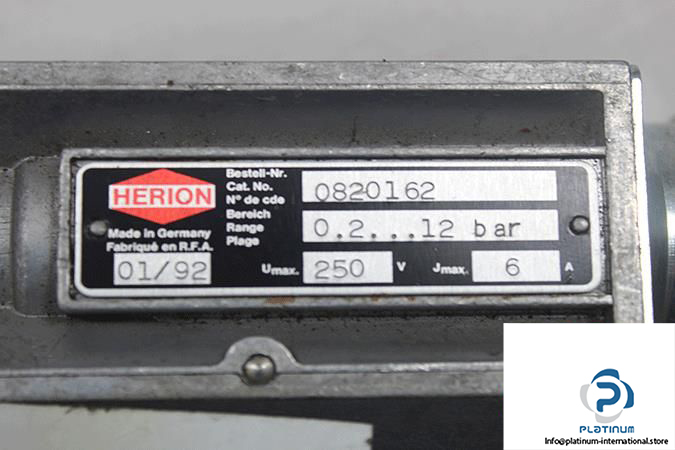 HERION
Made in Germany
Fabriqué en R.F.A.
01/92
Bestell-Nr.
Cat. No.
N° de cde
0820162
Bereich
Range
Plage
0.2...12 bar
Umax. 250 V Jmax. 6 A
PLATINUM
Info@platinum-international.store